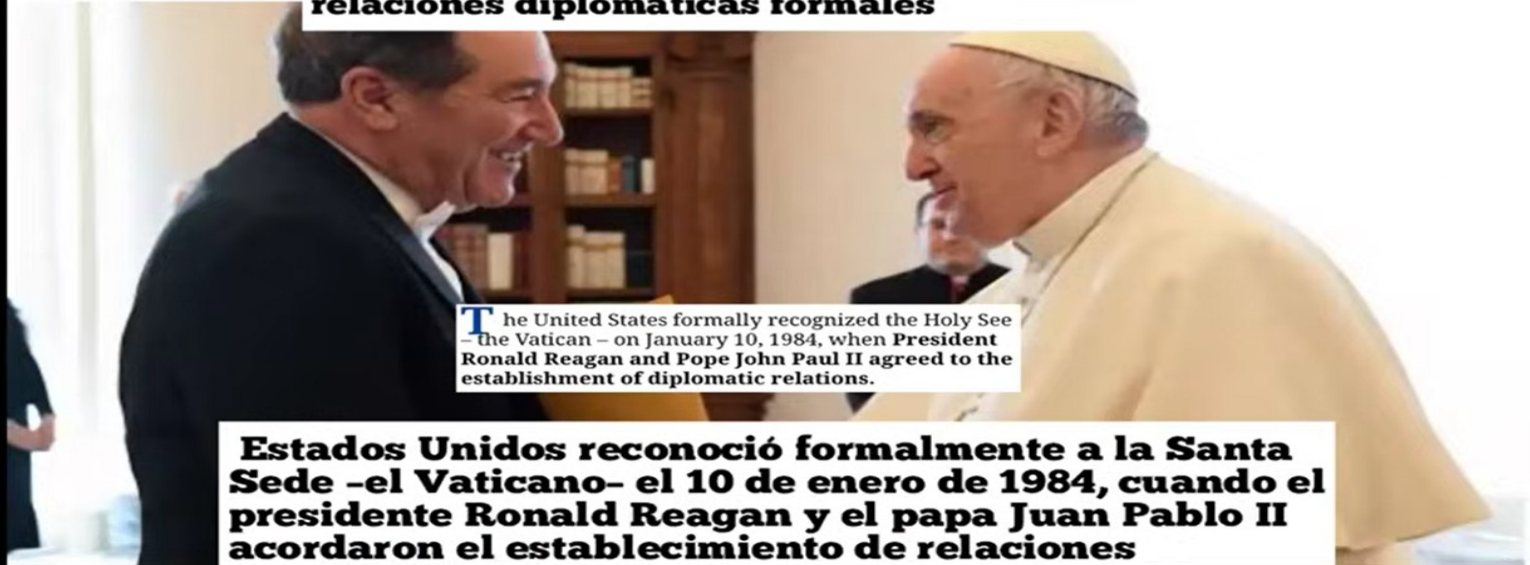 relaciones diplomáticas formales
The United States formally recognized the Holy See
– the Vatican – on January 10, 1984, when President
Ronald Reagan and Pope John Paul II agreed to the
establishment of diplomatic relations.
Estados Unidos reconoció formalmente a la Santa
Sede –el Vaticano– el 10 de enero de 1984, cuando el
presidente Ronald Reagan y el papa Juan Pablo II
acordaron el establecimiento de relaciones